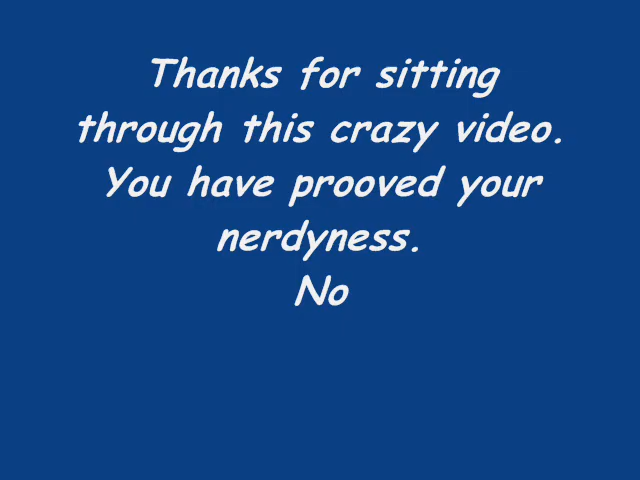 Thanks for sitting
through this crazy video.
You have prooved your
nerdyness.
No